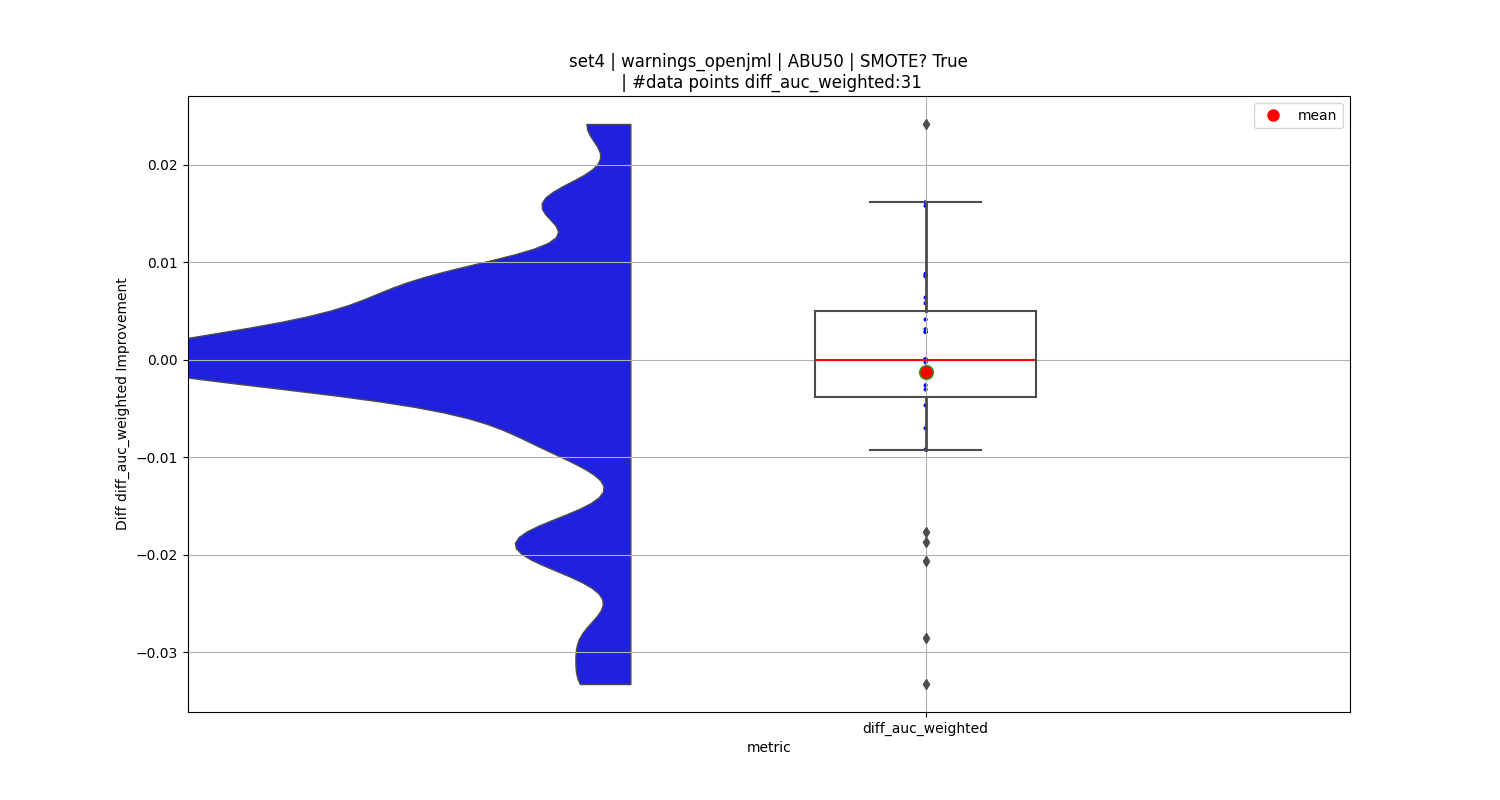 set4 | warnings_openjml | ABU50 | SMOTE? True
| #data points diff_auc_weighted:31
mean
0.02
0.01
0.00
−0.01
−0.02
−0.03
Diff diff_auc_weighted Improvement
diff_auc_weighted
metric